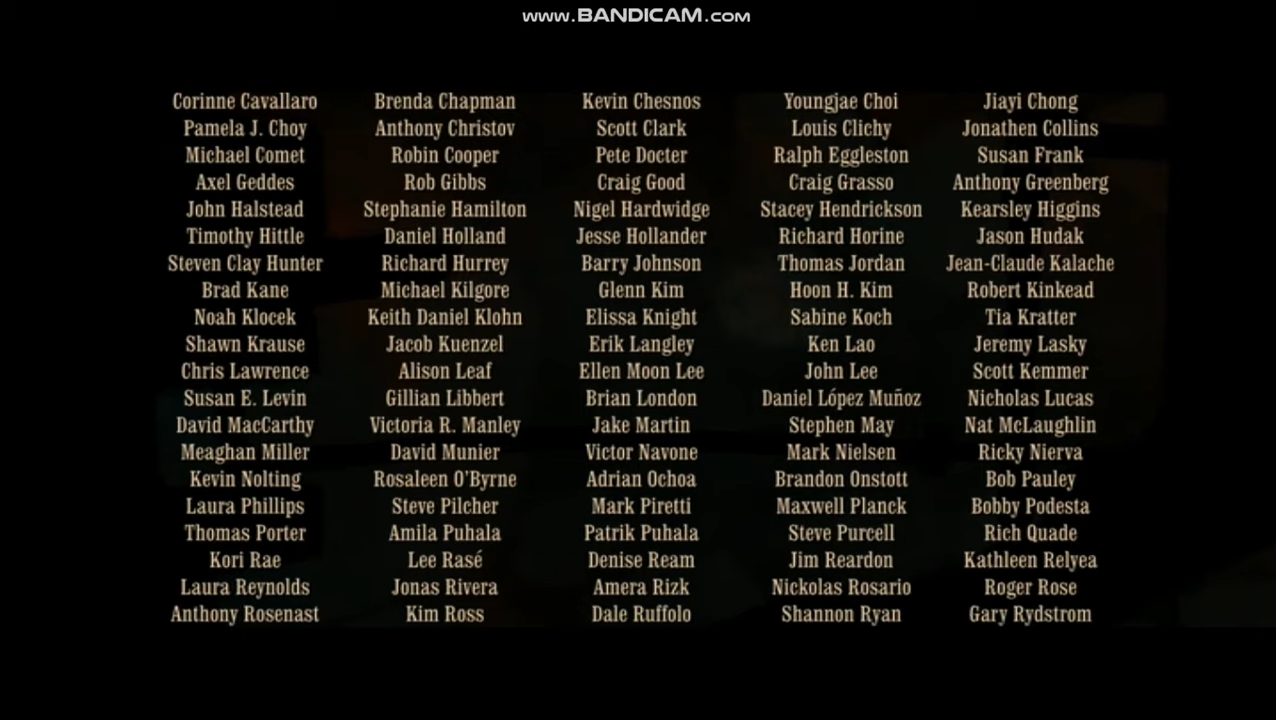 www.BANDICAM.com
Corinne Cavallaro Brenda Chapman Kevin Chesnos Youngjae Choi Jiayi Chong
Pamela J. Choy Anthony Christov Scott Clark Louis Clichy Jonathen Collins
Michael Comet Robin Cooper Pete Docter Ralph Eggleston Susan Frank
Axel Geddes Rob Gibbs Craig Good Craig Grasso Anthony Greenberg
John Halstead Stephanie Hamilton Nigel Hardwidge Stacey Hendrickson Kearsley Higgins
Timothy Hittle Daniel Holland Jesse Hollander Richard Horine Jason Hudak
Steven Clay Hunter Richard Hurrey Barry Johnson Thomas Jordan Jean-Claude Kalache
Brad Kane Michael Kilgore Glenn Kim Hoon H. Kim Robert Kinkead
Noah Klocek Keith Daniel Klohn Elissa Knight Sabine Koch Tia Kratter
Shawn Krause Jacob Kuenzel Erik Langley Ken Lao Jeremy Lasky
Chris Lawrence Alison Leaf Ellen Moon Lee John Lee Scott Kemmer
Susan E. Levin Gillian Libbert Brian London Daniel López Muñoz Nicholas Lucas
David MacCarthy Victoria R. Manley Jake Martin Stephen May Nat McLaughlin
Meaghan Miller David Munier Victor Navone Mark Nielsen Ricky Nierva
Kevin Nolting Rosaleen O'Byrne Adrian Ochoa Brandon Onstott Bob Pauley
Laura Phillips Steve Pilcher Mark Piretti Maxwell Planck Bobby Podesta
Thomas Porter Amila Puhala Patrik Puhala Steve Purcell Rich Quade
Kori Rae Lee Rasé Denise Ream Jim Reardon Kathleen Relyea
Laura Reynolds Jonas Rivera Amera Rizk Nickolas Rosario Roger Rose
Anthony Rosenast Kim Ross Dale Ruffolo Shannon Ryan Gary Rydstrom